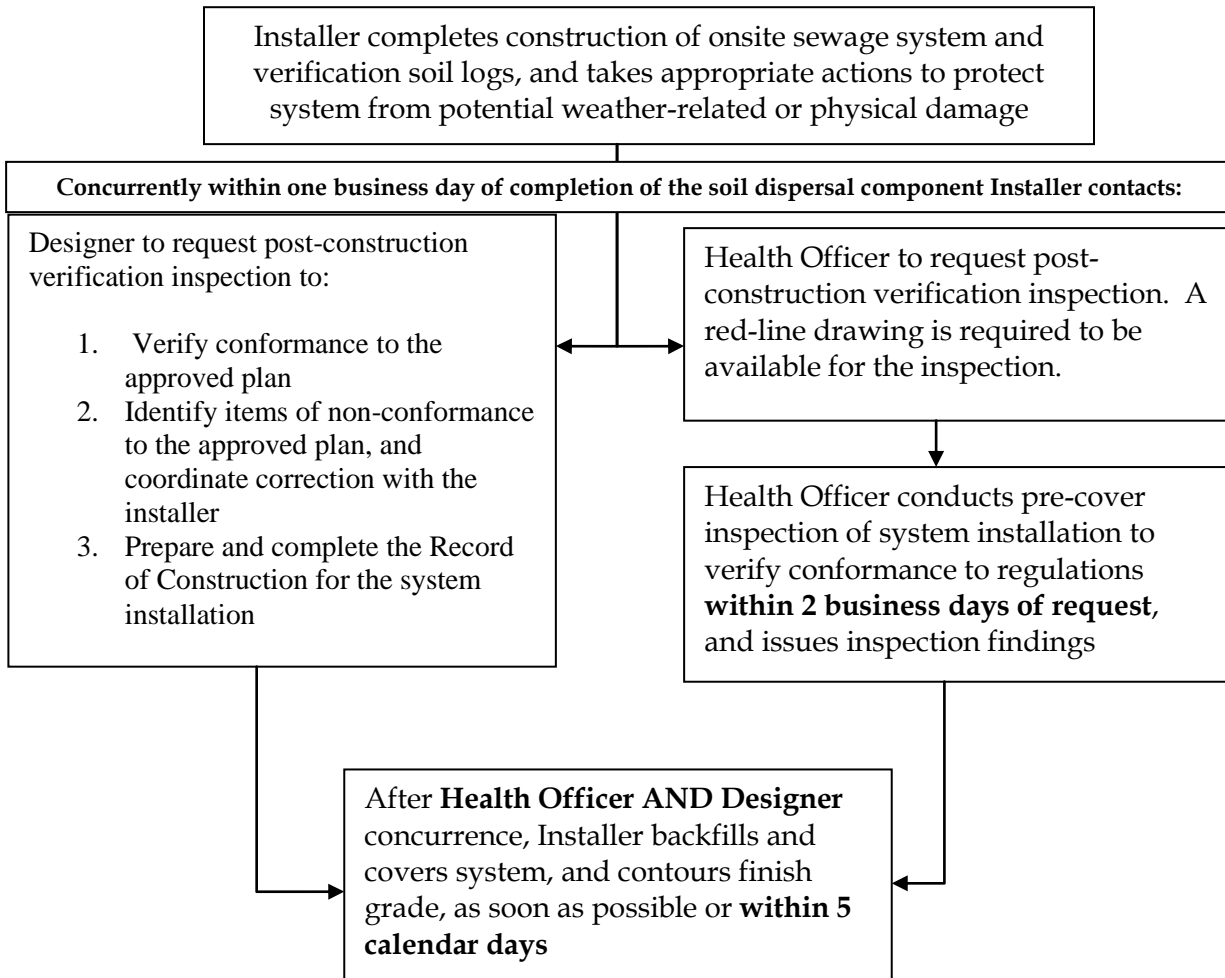 Installer completes construction of onsite sewage system and
verification soil logs, and takes appropriate actions to protect
system from potential weather-related or physical damage
Concurrently within one business day of completion of the soil dispersal component Installer contacts:
Designer to request post-construction
verification inspection to:
1. Verify conformance to the
approved plan
2. Identify items of non-conformance
to the approved plan, and
coordinate correction with the
installer
3. Prepare and complete the Record
of Construction for the system
installation
Health Officer to request post-
construction verification inspection. A
red-line drawing is required to be
available for the inspection.
Health Officer conducts pre-cover
inspection of system installation to
verify conformance to regulations
within 2 business days of request,
and issues inspection findings
After Health Officer AND Designer
concurrence, Installer backfills and
covers system, and contours finish
grade, as soon as possible or within 5
calendar days